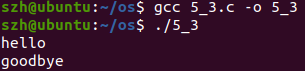 szh@ubuntu:~/os$ gcc 5_3.c -o 5_3
szh@ubuntu:~/os$ ./5_3
hello
goodbye